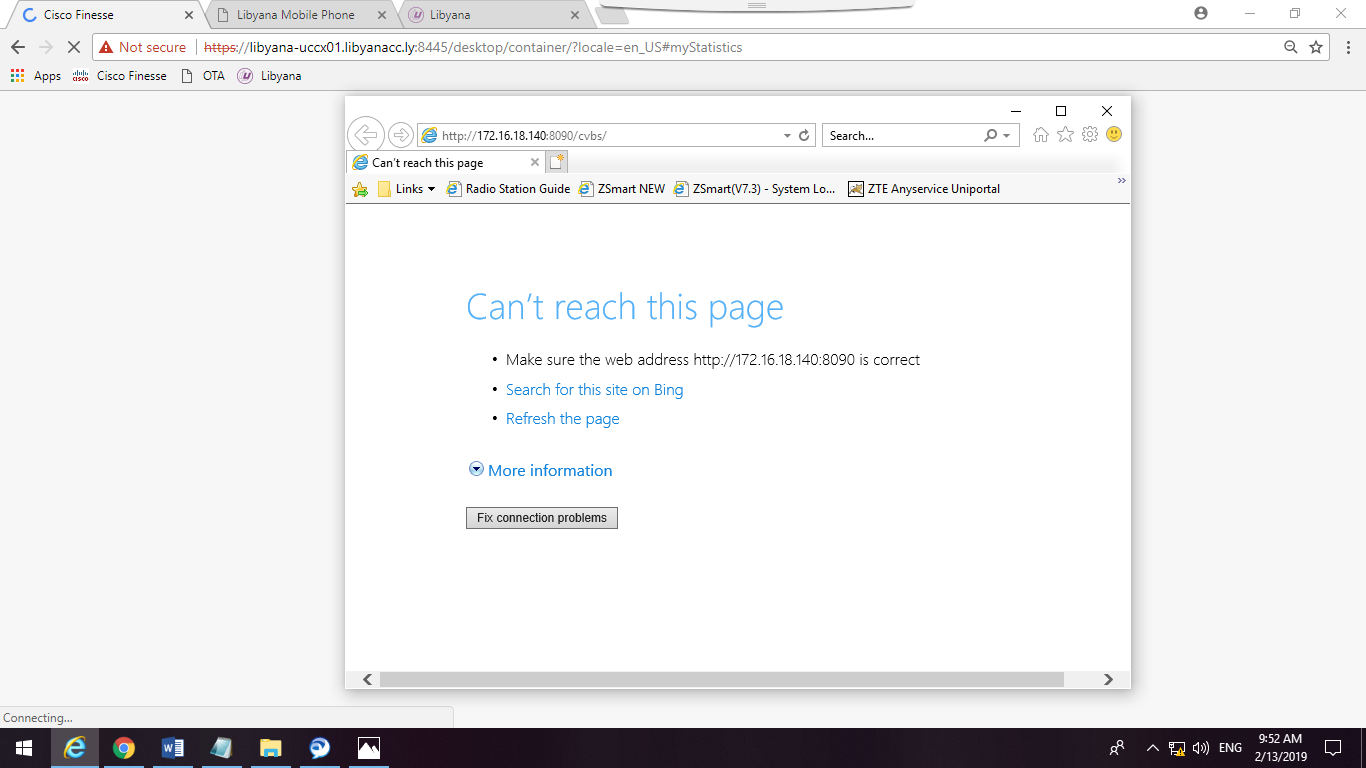 Cisco Finesse
Libyana Mobile Phone
Libyana
Not secure
https://libyana-uccx01.libyanacc.ly:8445/desktop/container/?locale=en_US#myStatistics
Apps
cisco
Cisco Finesse
OTA
Libyana
http://172.16.18.140:8090/cvbs/
Search...
Can't reach this page
Links
Radio Station Guide
ZSmart NEW
ZSmart(V7.3) - System Lo...
ZTE Anyservice Uniportal
Can't reach this page
• Make sure the web address http://172.16.18.140:8090 is correct
• Search for this site on Bing
• Refresh the page
More information
Fix connection problems
Connecting...
ENG
9:52 AM
2/13/2019